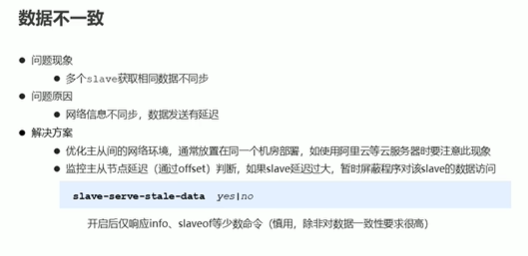 数据不一致
● 问题现象
● 多个slave获取相同数据不同步
● 问题原因
● 网络信息不同步，数据发送有延迟
● 解决方案
● 优化主从间的网络环境，通常放置在同一个机房部署，如使用阿里云等云服务器时要注意此现象
● 监控主从节点延迟（通过offset）判断，如果slave延迟过大，暂时屏蔽程序对该slave的数据访问
slave-serve-stale-data yes|no
开启后仅响应info、slaveof等少数命令（慎用，除非对数据一致性要求很高）